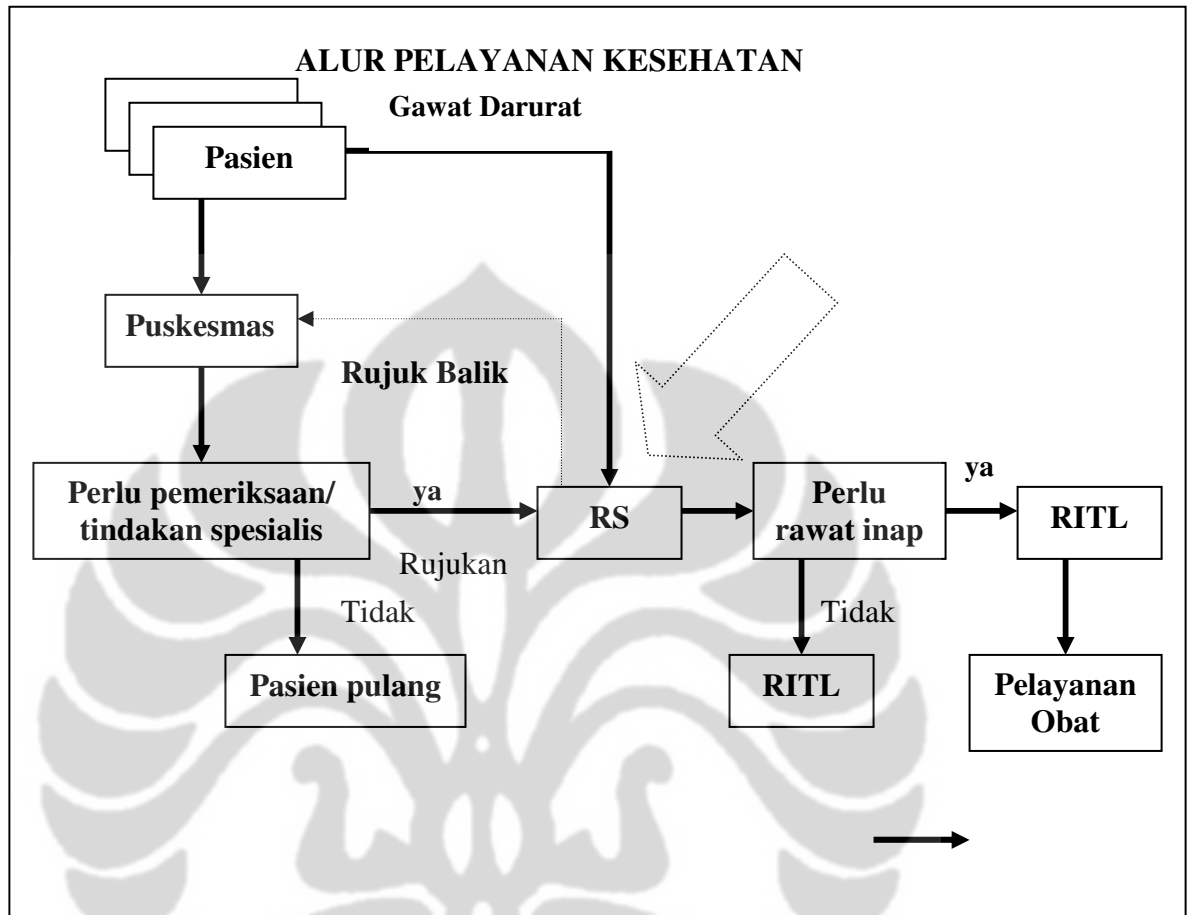 ALUR PELAYANAN KESEHATAN
Gawat Darurat
Pasien
Puskesmas
Rujuk Balik
Perlu pemeriksaan/
tindakan spesialis
ya
Rujukan
RS
Perlu
rawat inap
ya
RITL
Tidak
Pasien pulang
Tidak
RITL
Pelayanan
Obat